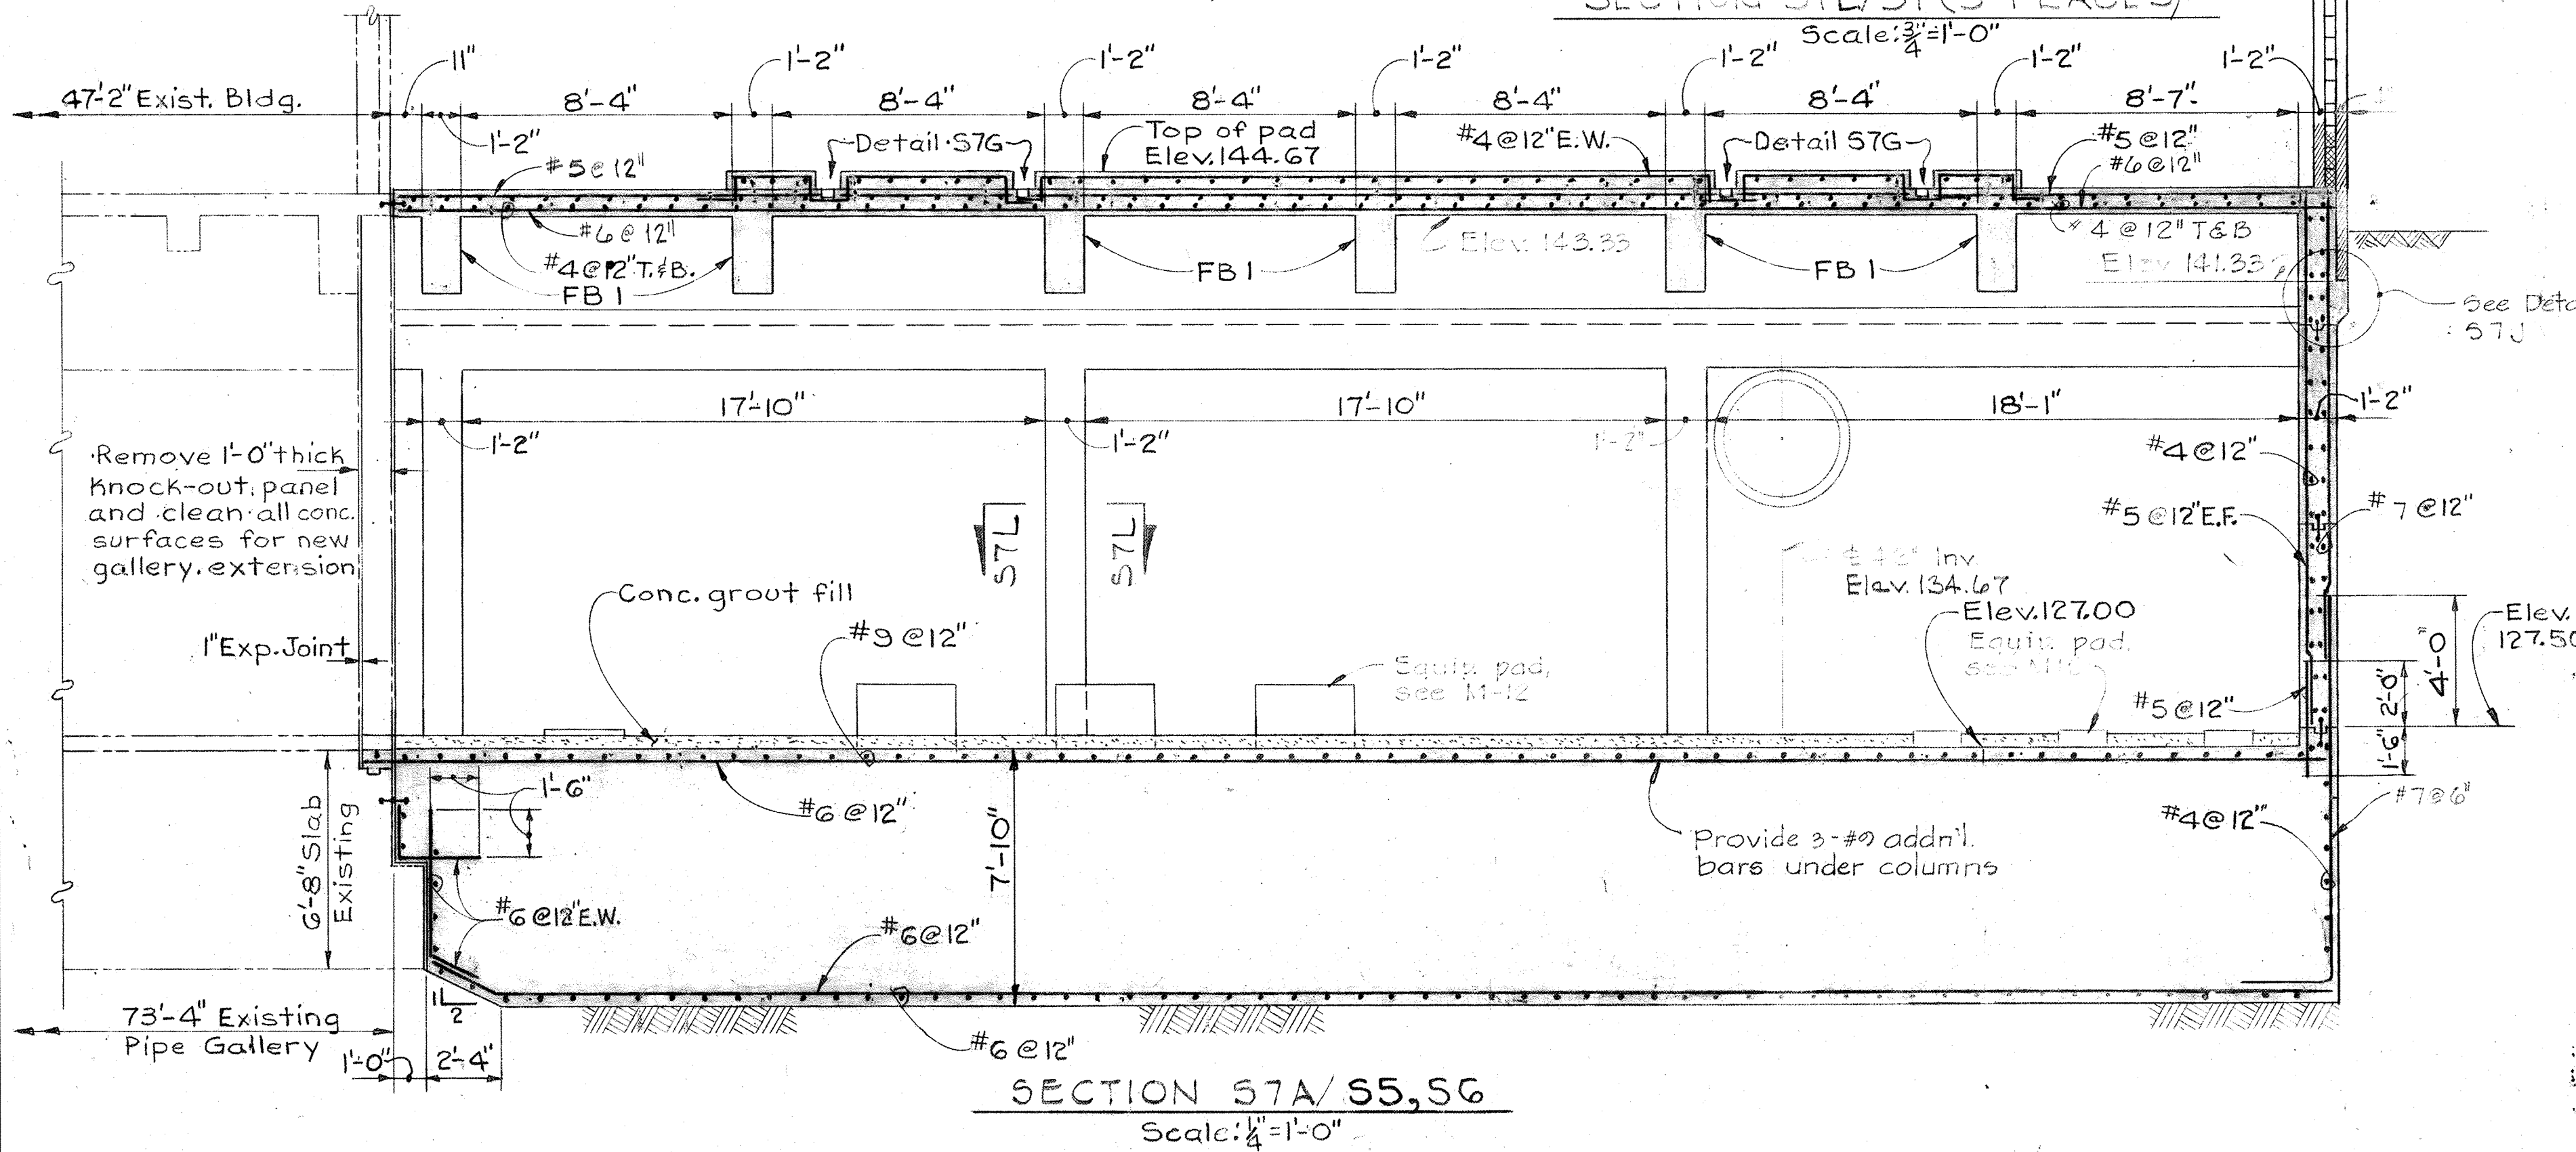 Scale: 3/4"=1'-0"
11"
1'-2"
1'-2"
1'-2"
1'-2"
1'-2"
1'-2"
47'-2" Exist. Bldg.
8'-4"
8'-4"
8'-4"
8'-4"
8'-4"
8'-7"
1'-2"
Detail S7G
Top of pad
Elev. 144.67
#4@12" E.W.
Detail S7G
#5@12"
#6@12"
#5@12"
#6@12"
#4@12" T.&B.
FB 1
FB 1
Elev. 143.33
FB 1
#4@12" T&B
Elev 141.33
See Deta
S7J
17'-10"
17'-10"
18'-1"
1'-2"
1'-2"
1'-2"
1'-2"
Remove 1'-0" thick
Knock-out panel
and clean all conc.
surfaces for new
gallery extension
#4@12"
#5@12" E.F.
#7@12"
S7L
S7L
℄ 42" Inv.
Elev. 134.67
Conc. grout fill
#9@12"
Elev. 127.00
Equip. pad.
see M-12
Elev.
127.50
1" Exp. Joint
Equip. pad,
see M-12
#5@12"
4'-0
2'-0"
1'-6"
1'-6"
#6@12"
#7@6"
#4@12"
6'-8" Slab
Existing
7'-10"
Provide 3-#9 addn'l.
bars under columns
#6@12" E.W.
#6@12"
1
2
73'-4" Existing
Pipe Gallery
1'-0"
2'-4"
#6@12"
SECTION S7A/S5,S6
Scale: 1/4"=1'-0"